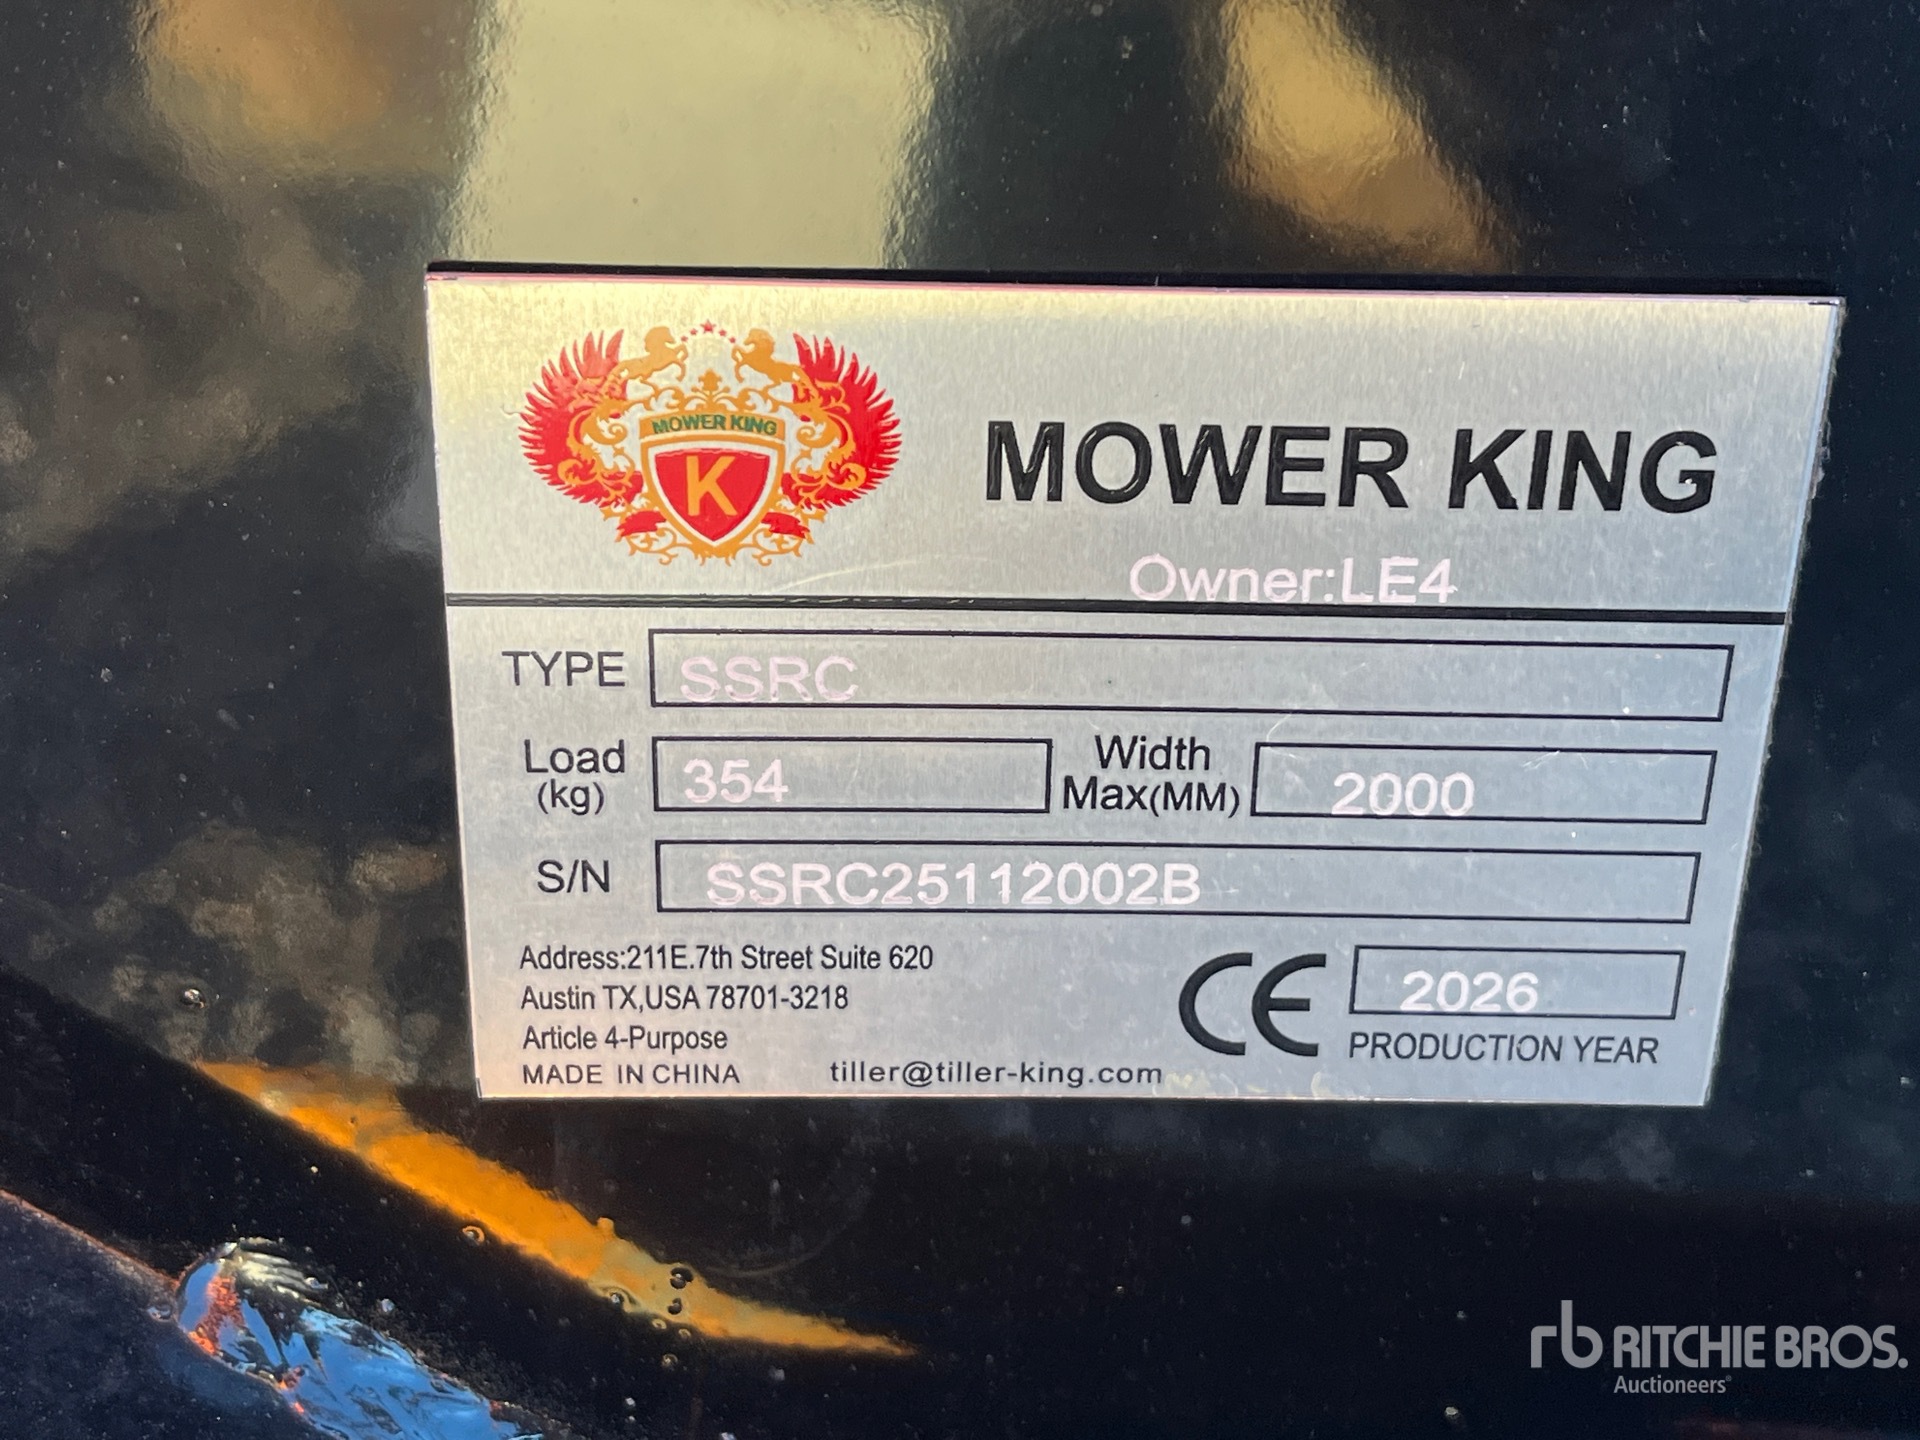 MOWER KING
K
MOWER KING
Owner:LE4
TYPE SSRC
Load (kg) 354 Width Max(MM) 2000
S/N SSRC25112002B
Address:211E.7th Street Suite 620
Austin TX,USA 78701-3218
Article 4-Purpose
MADE IN CHINA
tiller@tiller-king.com
CE
2026
PRODUCTION YEAR
rb RITCHIE BROS.
Auctioneers